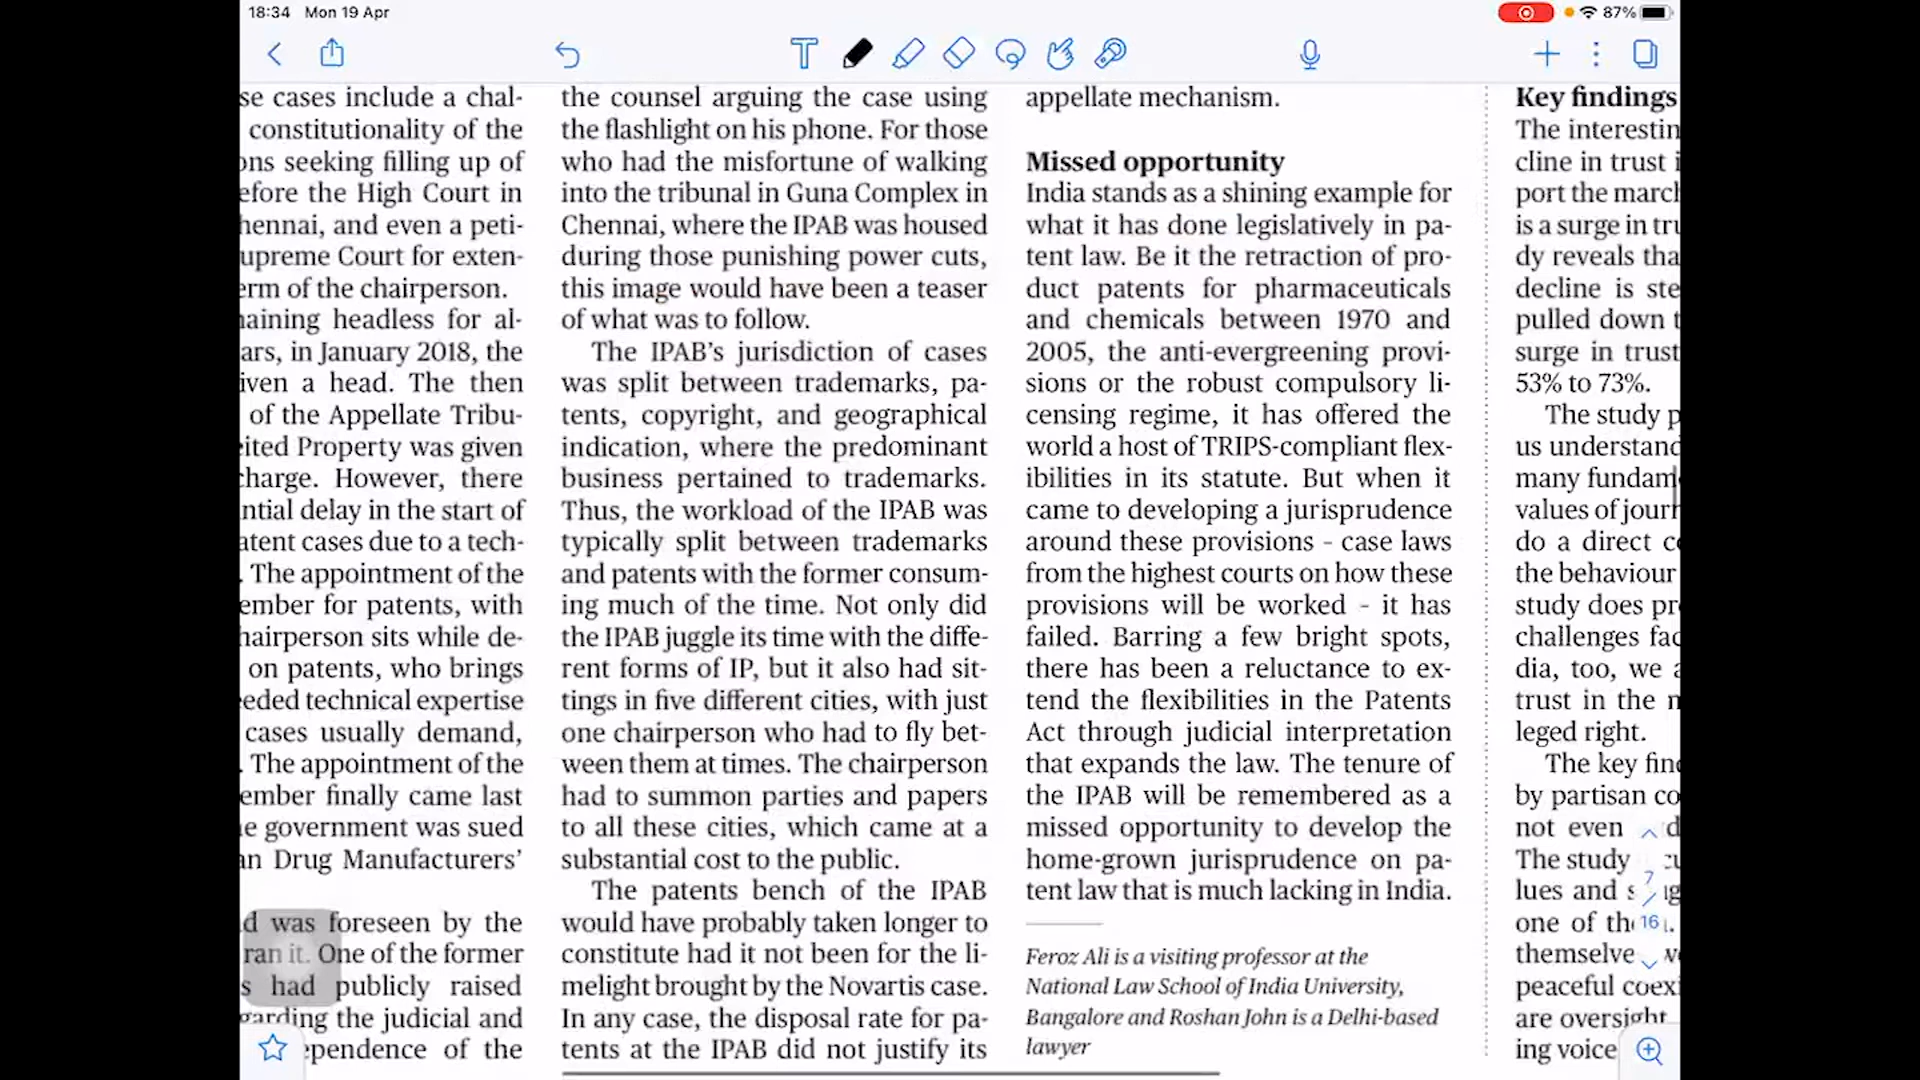 18:34 Mon 19 Apr
87%
se cases include a chal-
constitutionality of the
ons seeking filling up of
efore the High Court in
hennai, and even a peti-
upreme Court for exten-
erm of the chairperson.
aining headless for al-
ars, in January 2018, the
iven a head. The then
of the Appellate Tribu-
eited Property was given
charge. However, there
ntial delay in the start of
atent cases due to a tech-
. The appointment of the
ember for patents, with
hairperson sits while de-
on patents, who brings
eeded technical expertise
cases usually demand,
. The appointment of the
ember finally came last
e government was sued
an Drug Manufacturers’
d was foreseen by the
ran it. One of the former
s had publicly raised
garding the judicial and
ependence of the
the counsel arguing the case using
the flashlight on his phone. For those
who had the misfortune of walking
into the tribunal in Guna Complex in
Chennai, where the IPAB was housed
during those punishing power cuts,
this image would have been a teaser
of what was to follow.
The IPAB’s jurisdiction of cases
was split between trademarks, pa-
tents, copyright, and geographical
indication, where the predominant
business pertained to trademarks.
Thus, the workload of the IPAB was
typically split between trademarks
and patents with the former consum-
ing much of the time. Not only did
the IPAB juggle its time with the diffe-
rent forms of IP, but it also had sit-
tings in five different cities, with just
one chairperson who had to fly bet-
ween them at times. The chairperson
had to summon parties and papers
to all these cities, which came at a
substantial cost to the public.
The patents bench of the IPAB
would have probably taken longer to
constitute had it not been for the li-
melight brought by the Novartis case.
In any case, the disposal rate for pa-
tents at the IPAB did not justify its
appellate mechanism.
Missed opportunity
India stands as a shining example for
what it has done legislatively in pa-
tent law. Be it the retraction of pro-
duct patents for pharmaceuticals
and chemicals between 1970 and
2005, the anti-evergreening provi-
sions or the robust compulsory li-
censing regime, it has offered the
world a host of TRIPS-compliant flex-
ibilities in its statute. But when it
came to developing a jurisprudence
around these provisions - case laws
from the highest courts on how these
provisions will be worked - it has
failed. Barring a few bright spots,
there has been a reluctance to ex-
tend the flexibilities in the Patents
Act through judicial interpretation
that expands the law. The tenure of
the IPAB will be remembered as a
missed opportunity to develop the
home-grown jurisprudence on pa-
tent law that is much lacking in India.
Feroz Ali is a visiting professor at the
National Law School of India University,
Bangalore and Roshan John is a Delhi-based
lawyer
Key findings
The interestin
cline in trust i
port the march
is a surge in tru
dy reveals tha
decline is ste
pulled down t
surge in trust
53% to 73%.
The study p
us understand
many fundam
values of jour
do a direct c
the behaviour
study does pr
challenges fac
dia, too, we a
trust in the m
leged right.
The key fin
by partisan co
not even
The study
lues and s
one of th
themselve
peaceful coexi
are oversight
ing voice
7
/
16